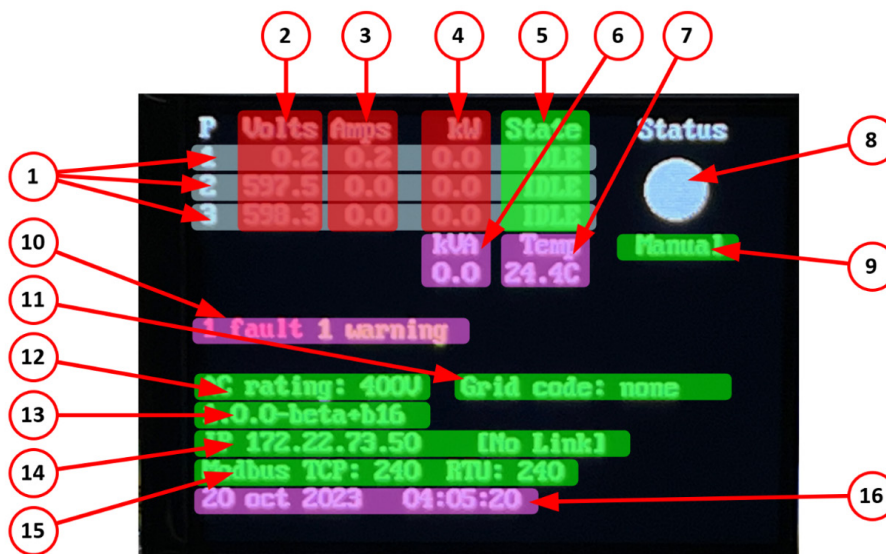 2 3 4 5 6 7
P Volts Amps kW State Status
1 0.2 0.2 0.0 IDLE
2 597.5 0.0 0.0 IDLE
3 598.3 0.0 0.0 IDLE
8
1
kVA Temp Manual
0.0 24.4C
9
10
1 fault 1 warning
11
12
AC rating: 400V Grid code: none
13
IP 172.22.73.50 [No Link]
14
Modbus TCP: 240 RTU: 240
20 oct 2023 04:05:20
16
15